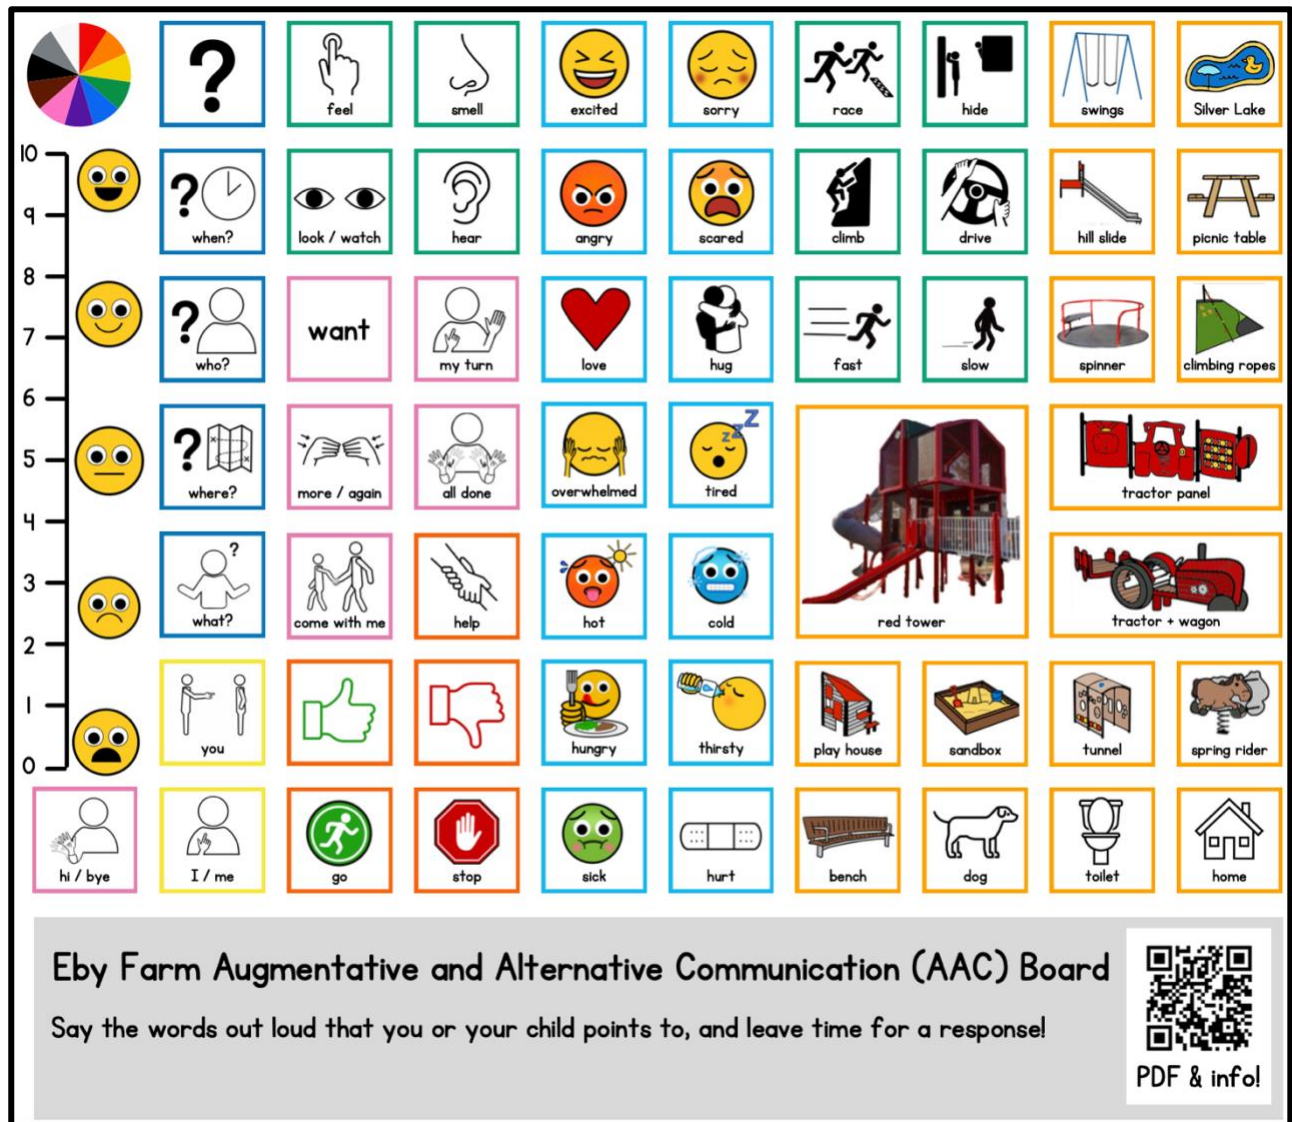 ?
feel
smell
excited
sorry
race
hide
swings
Silver Lake
10
9
8
7
6
5
4
3
2
1
0
?
when?
look / watch
hear
angry
scared
climb
drive
hill slide
picnic table
?
who?
want
my turn
love
hug
fast
slow
spinner
climbing ropes
?
where?
more / again
all done
overwhelmed
z z Z
tired
red tower
tractor panel
?
what?
come with me
help
hot
cold
tractor + wagon
you
hungry
thirsty
play house
sandbox
tunnel
spring rider
hi / bye
I / me
go
stop
sick
hurt
bench
dog
toilet
home
Eby Farm Augmentative and Alternative Communication (AAC) Board
Say the words out loud that you or your child points to, and leave time for a response!
PDF & info!